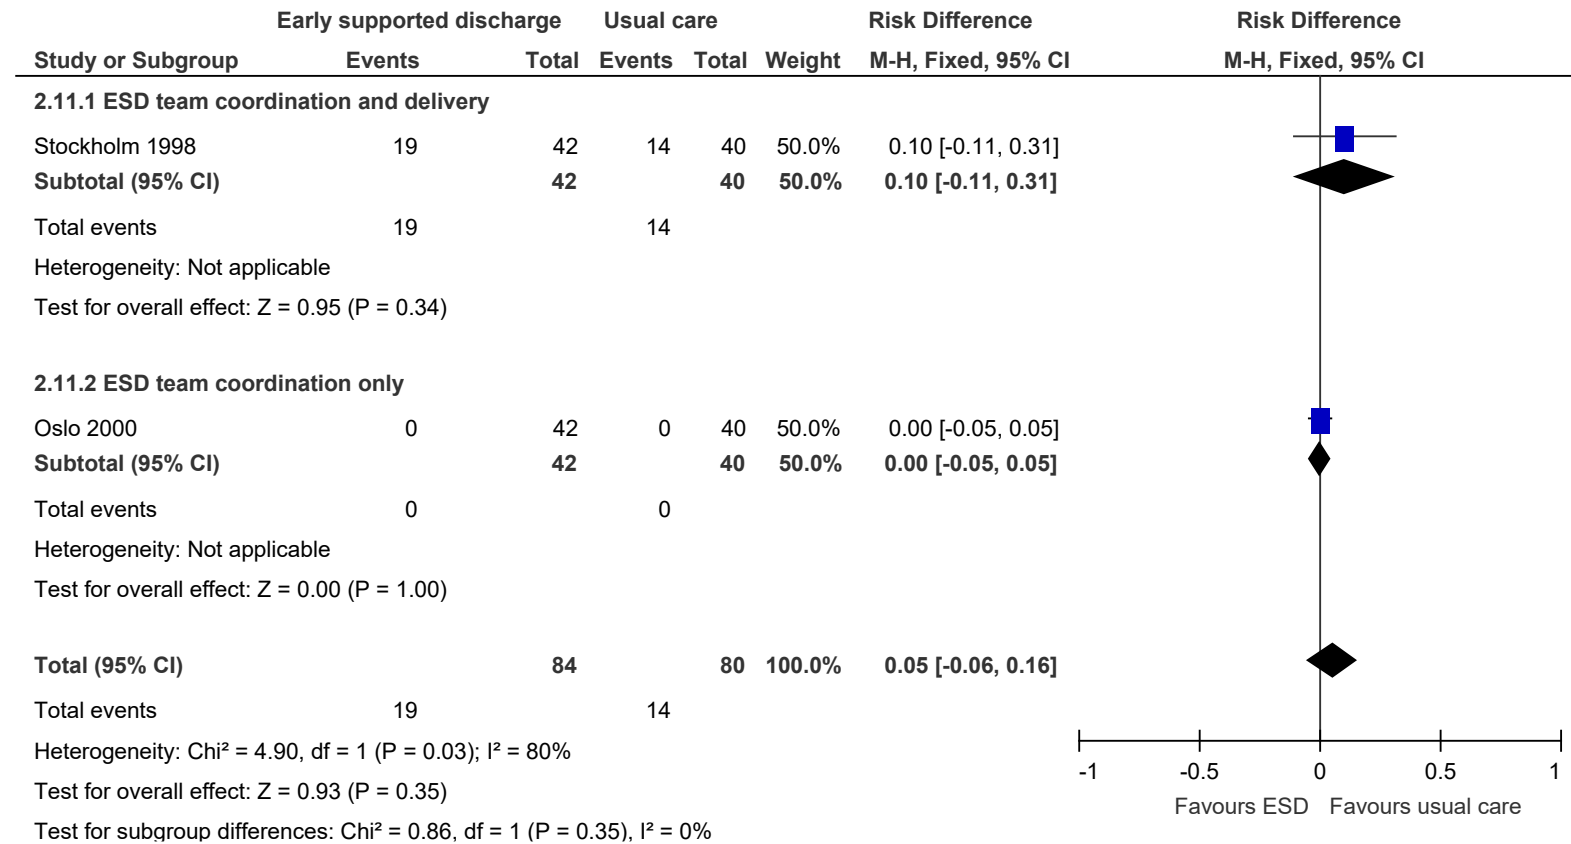 Early supported discharge Usual care Risk Difference Risk Difference
Study or Subgroup Events Total Events Total Weight M-H, Fixed, 95% CI M-H, Fixed, 95% CI
2.11.1 ESD team coordination and delivery
Stockholm 1998 19 42 14 40 50.0% 0.10 [-0.11, 0.31]
Subtotal (95% CI) 42 40 50.0% 0.10 [-0.11, 0.31]
Total events 19 14
Heterogeneity: Not applicable
Test for overall effect: Z = 0.95 (P = 0.34)
2.11.2 ESD team coordination only
Oslo 2000 0 42 0 40 50.0% 0.00 [-0.05, 0.05]
Subtotal (95% CI) 42 40 50.0% 0.00 [-0.05, 0.05]
Total events 0 0
Heterogeneity: Not applicable
Test for overall effect: Z = 0.00 (P = 1.00)
Total (95% CI) 84 80 100.0% 0.05 [-0.06, 0.16]
Total events 19 14
Heterogeneity: Chi² = 4.90, df = 1 (P = 0.03); I² = 80%
Test for overall effect: Z = 0.93 (P = 0.35)
Test for subgroup differences: Chi² = 0.86, df = 1 (P = 0.35), I² = 0%
-1 -0.5 0 0.5 1
Favours ESD Favours usual care